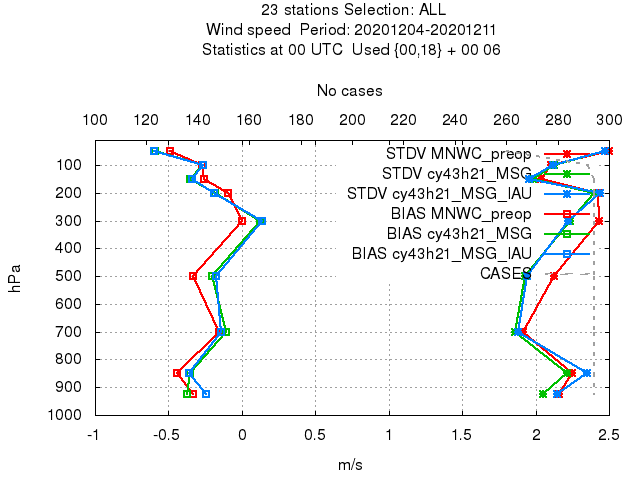 23 stations Selection: ALL
Wind speed  Period: 20201204-20201211
Statistics at 00 UTC  Used {00,18} + 00 06
No cases
100 120 140 160 180 200 220 240 260 280 300
STDV MNWC_preop
STDV cy43h21_MSG
STDV cy43h21_MSG_IAU
BIAS MNWC_preop
BIAS cy43h21_MSG
BIAS cy43h21_MSG_IAU
CASES
hPa
100
200
300
400
500
600
700
800
900
1000
-1 -0.5 0 0.5 1 1.5 2 2.5
m/s